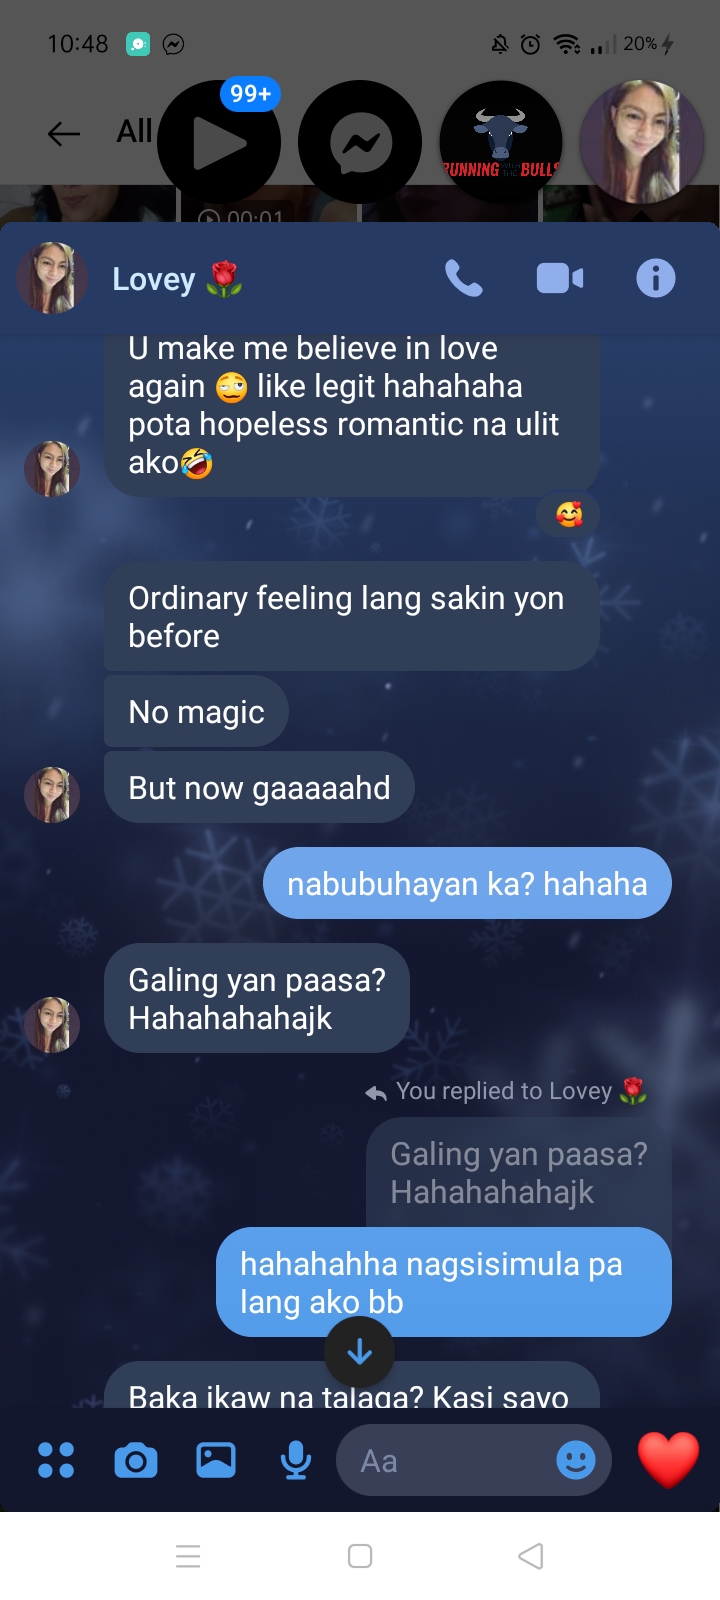 10:48
20%
99+
All
RUNNING WITH THE BULLS
00:01
Lovey
U make me believe in love
again 🥴 like legit hahahaha
pota hopeless romantic na ulit
ako🤣
Ordinary feeling lang sakin yon
before
No magic
But now gaaaaahd
nabubuhayan ka? hahaha
Galing yan paasa?
Hahahahahajk
You replied to Lovey 🌹
Galing yan paasa?
Hahahahahajk
hahahahha nagsisimula pa
lang ako bb
Baka ikaw na talaga? Kasi sayo
Aa